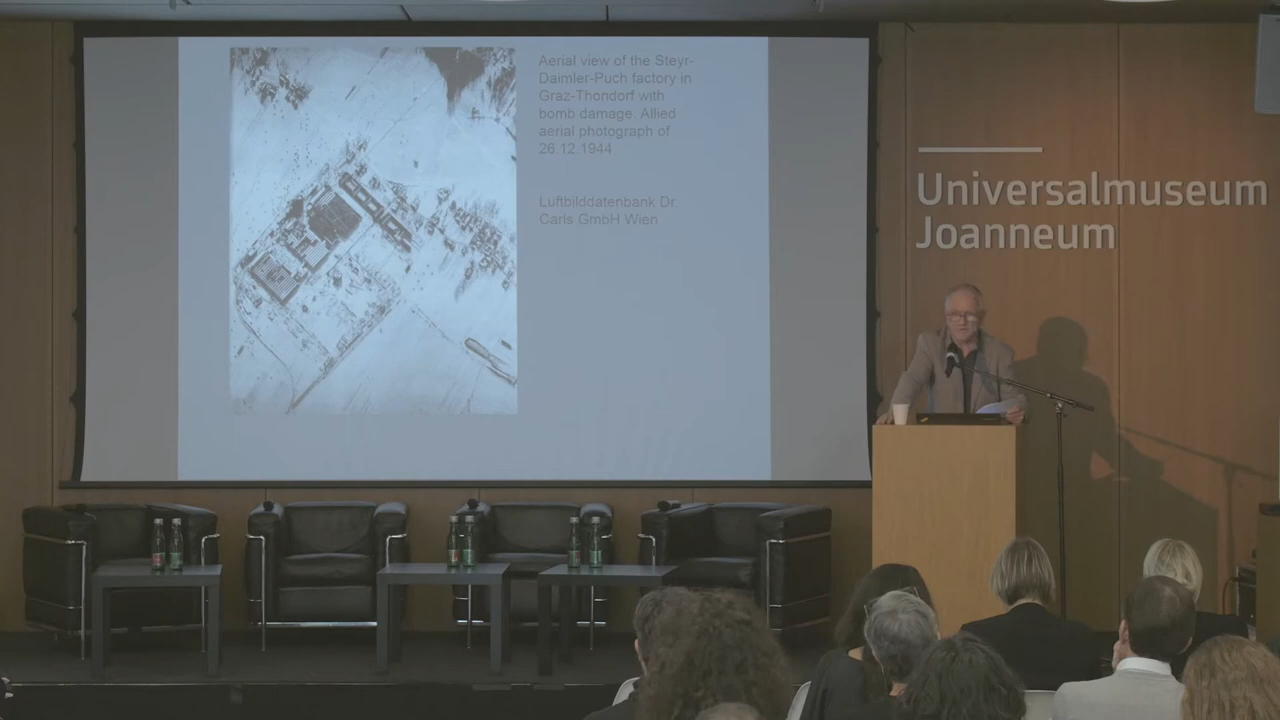 Aerial view of the Steyr-
Daimler-Puch factory in
Graz-Thondorf with
bomb damage. Allied
aerial photograph of
26.12.1944
Luftbilddatenbank Dr.
Carls GmbH Wien
Universalmuseum
Joanneum